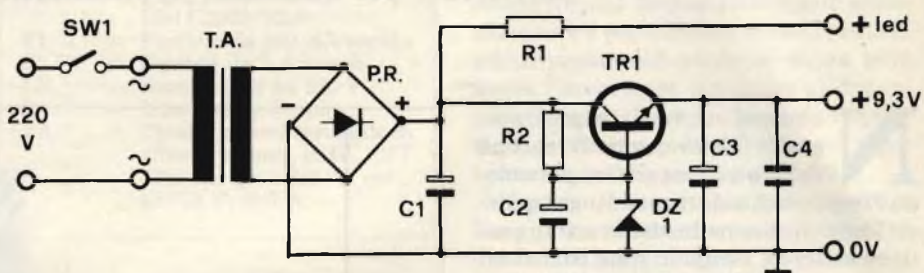 SW1
T.A.
P.R.
R1
TR1
+ led
+9,3V
220
V
~
~
-
+
R2
C1
C2
DZ
1
C3
C4
0V